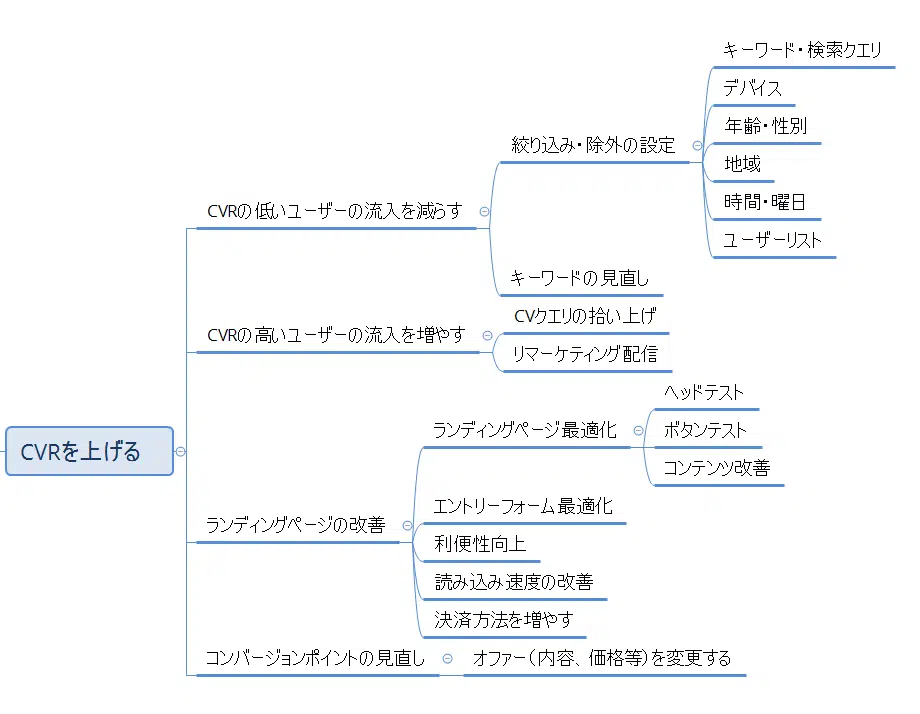 CVRを上げる
CVRの低いユーザーの流入を減らす
絞り込み・除外の設定
キーワード・検索クエリ
デバイス
年齢・性別
地域
時間・曜日
ユーザーリスト
キーワードの見直し
CVRの高いユーザーの流入を増やす
CVクエリの拾い上げ
リマーケティング配信
ランディングページの改善
ランディングページ最適化
ヘッドテスト
ボタンテスト
コンテンツ改善
エントリーフォーム最適化
利便性向上
読み込み速度の改善
決済方法を増やす
コンバージョンポイントの見直し
オファー（内容、価格等）を変更する